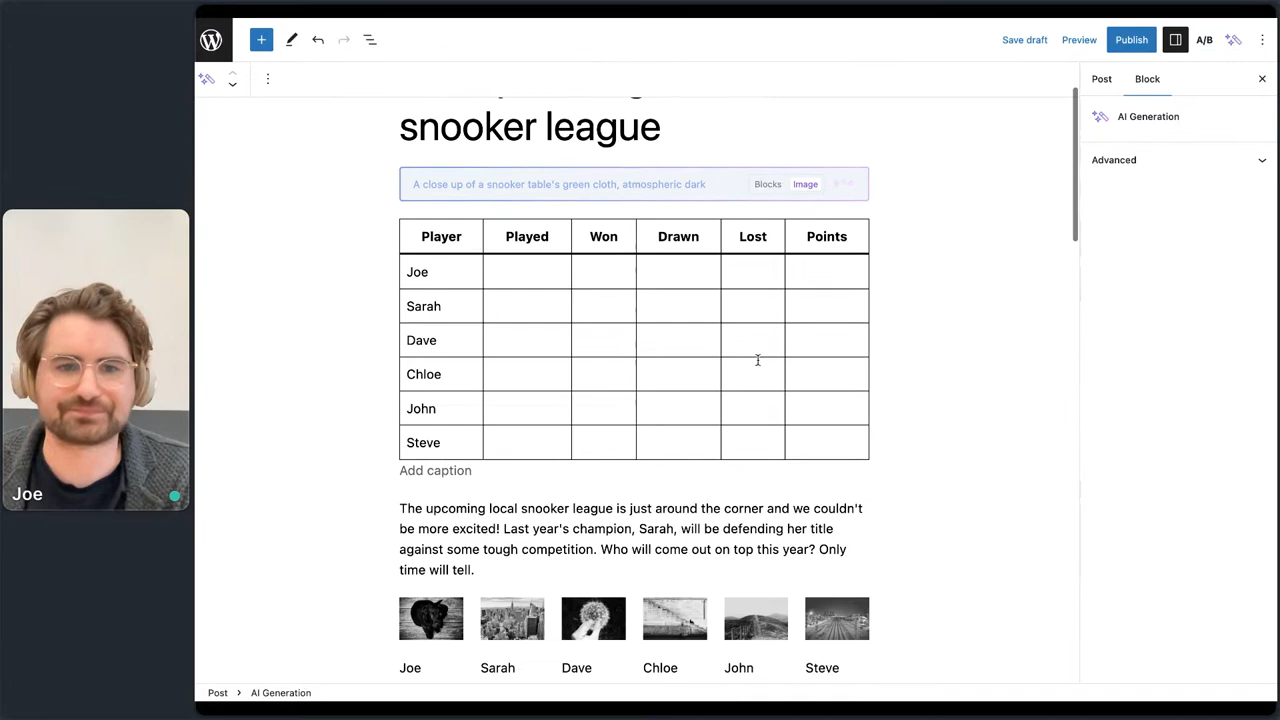 Save draft
Preview
Publish
A/B
Post
Block
snooker league
AI Generation
Advanced
A close up of a snooker table's green cloth, atmospheric dark
Blocks
Image
Player Played Won Drawn Lost Points
Joe
Sarah
Dave
Chloe
John
Steve
Add caption
The upcoming local snooker league is just around the corner and we couldn't
be more excited! Last year's champion, Sarah, will be defending her title
against some tough competition. Who will come out on top this year? Only
time will tell.
Joe Sarah Dave Chloe John Steve
Joe
Post > AI Generation